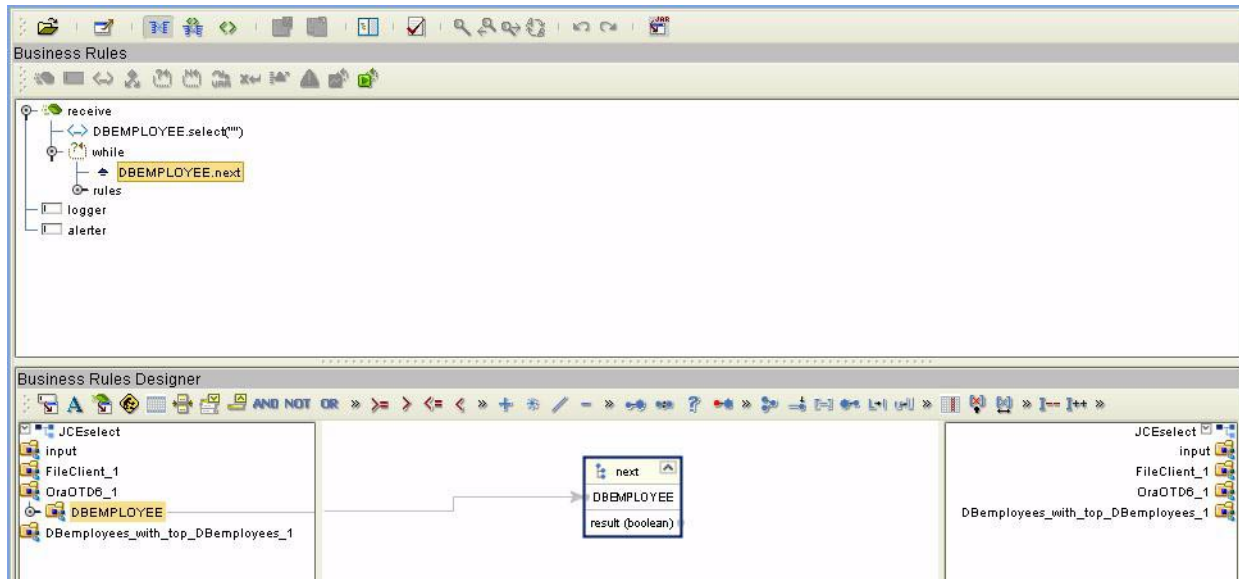 JAR
Business Rules
receive
DBEMPLOYEE.select("")
while
DBEMPLOYEE.next
rules
logger
alerter
Business Rules Designer
A AND NOT OR » >= > <= < » + * / - » ? » » » I-- I++ »
JCEselect
input
FileClient_1
OraOTD6_1
DBEMPLOYEE
DBemployees_with_top_DBemployees_1
next
DBEMPLOYEE
result (boolean)
JCEselect
input
FileClient_1
OraOTD6_1
DBemployees_with_top_DBemployees_1